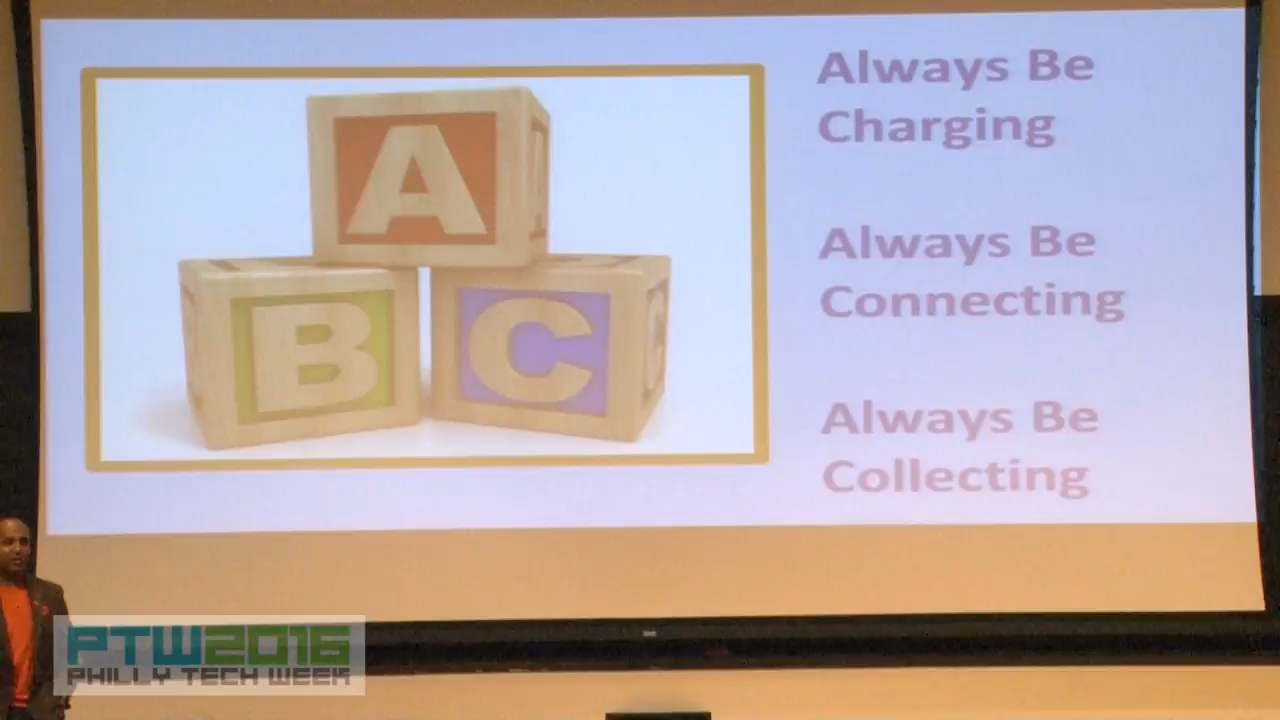 A
B C
Always Be
Charging
Always Be
Connecting
Always Be
Collecting
PTW2016
PHILLY TECH WEEK